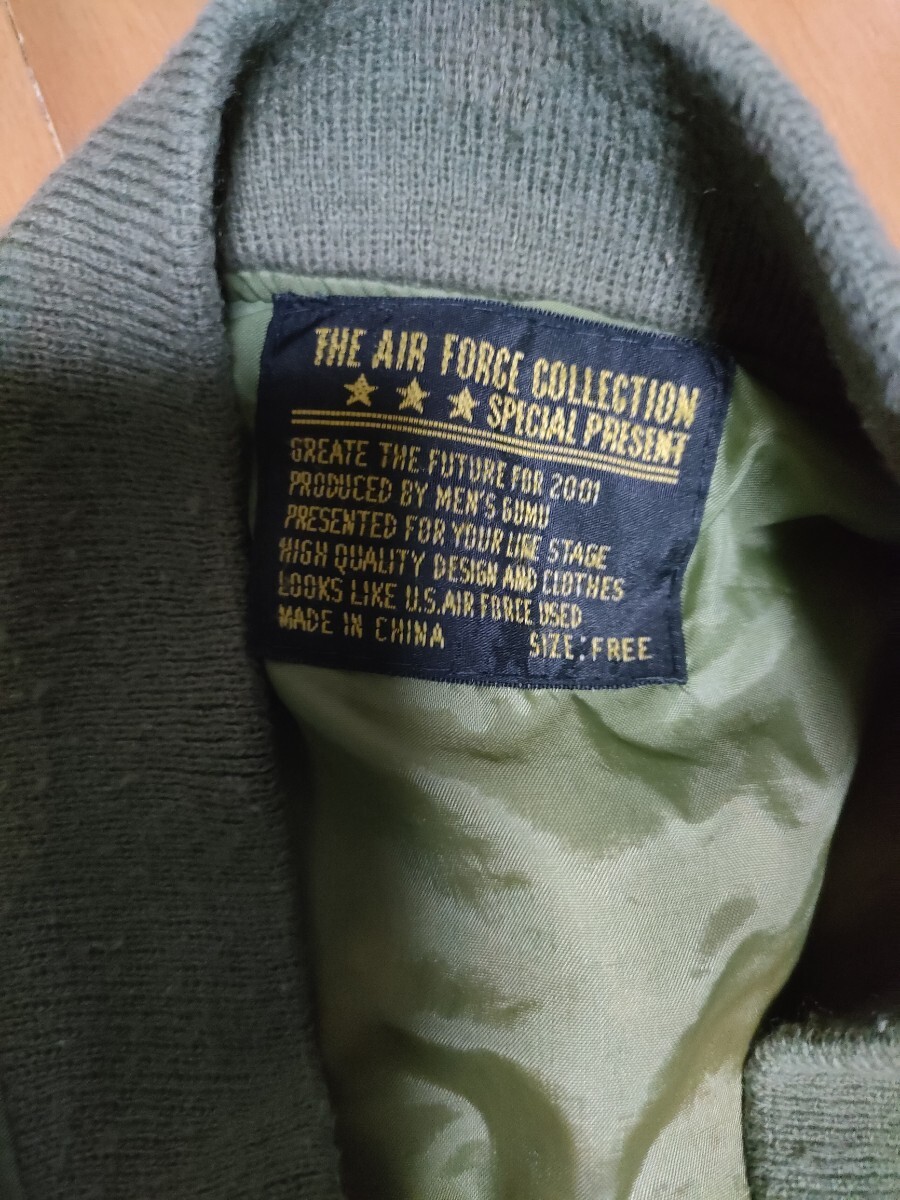 THE AIR FORCE COLLECTION
★ ★ ★ SPECIAL PRESENT
GREATE THE FUTURE FOR 2001
PRODUCED BY MEN'S GUMU
PRESENTED FOR YOUR LIKE STAGE
HIGH QUALITY DESIGN AND CLOTHES
LOOKS LIKE U.S.AIR FORCE USED
MADE IN CHINA SIZE:FREE